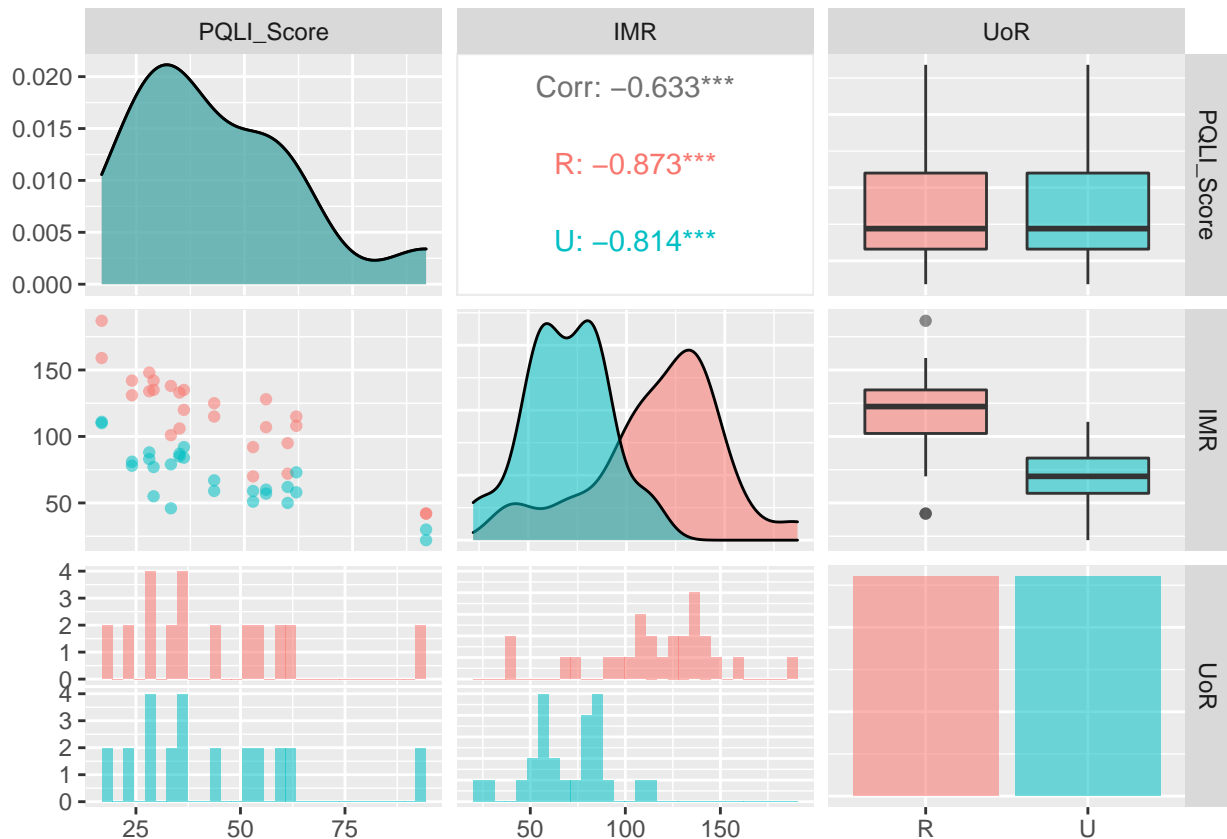 PQLI_Score IMR UoR
0.020
0.015
0.010
0.005
0.000
Corr: −0.633***
R: −0.873***
U: −0.814***
PQLI_Score
150
100
50
IMR
4
3
2
1
0
4
3
2
1
0
UoR
25 50 75
50 100 150
R U